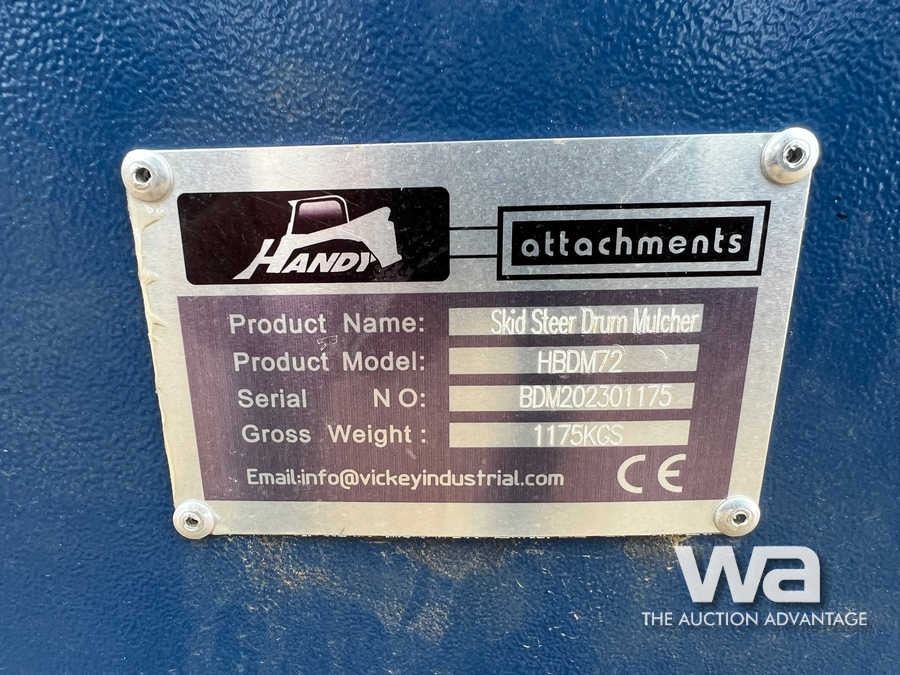 HANDY
attachments
Product Name: Skid Steer Drum Mulcher
Product Model: HBDM72
Serial NO: BDM202301175
Gross Weight: 1175KGS
Email:info@vickeyindustrial.com
CE
wa
THE AUCTION ADVANTAGE